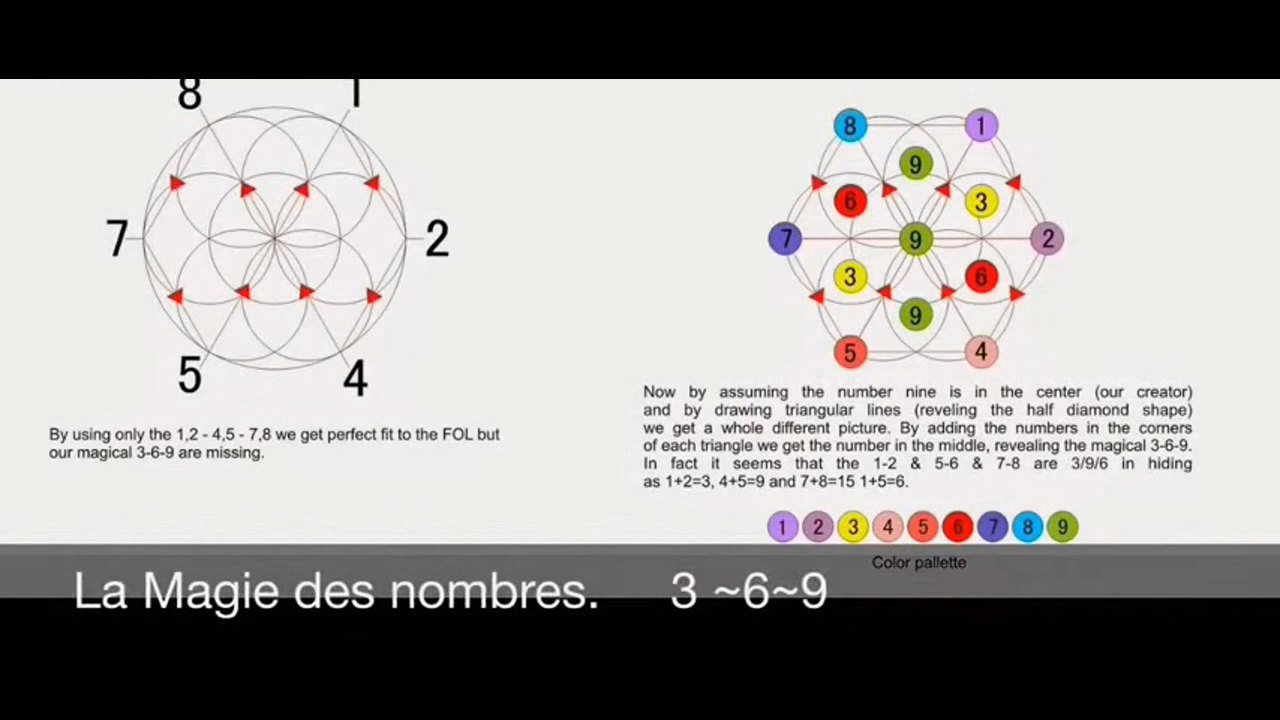 8 1
7 2
5 4
By using only the 1,2 - 4,5 - 7,8 we get perfect fit to the FOL but
our magical 3-6-9 are missing.
8 1
9
6 3
7 9 2
3 6
9
5 4
Now by assuming the number nine is in the center (our creator)
and by drawing triangular lines (reveling the half diamond shape)
we get a whole different picture. By adding the numbers in the corners
of each triangle we get the number in the middle, revealing the magical 3-6-9.
In fact it seems that the 1-2 & 5-6 & 7-8 are 3/9/6 in hiding
as 1+2=3, 4+5=9 and 7+8=15 1+5=6.
1 2 3 4 5 6 7 8 9
Color pallette
La Magie des nombres. 3 ~6~9